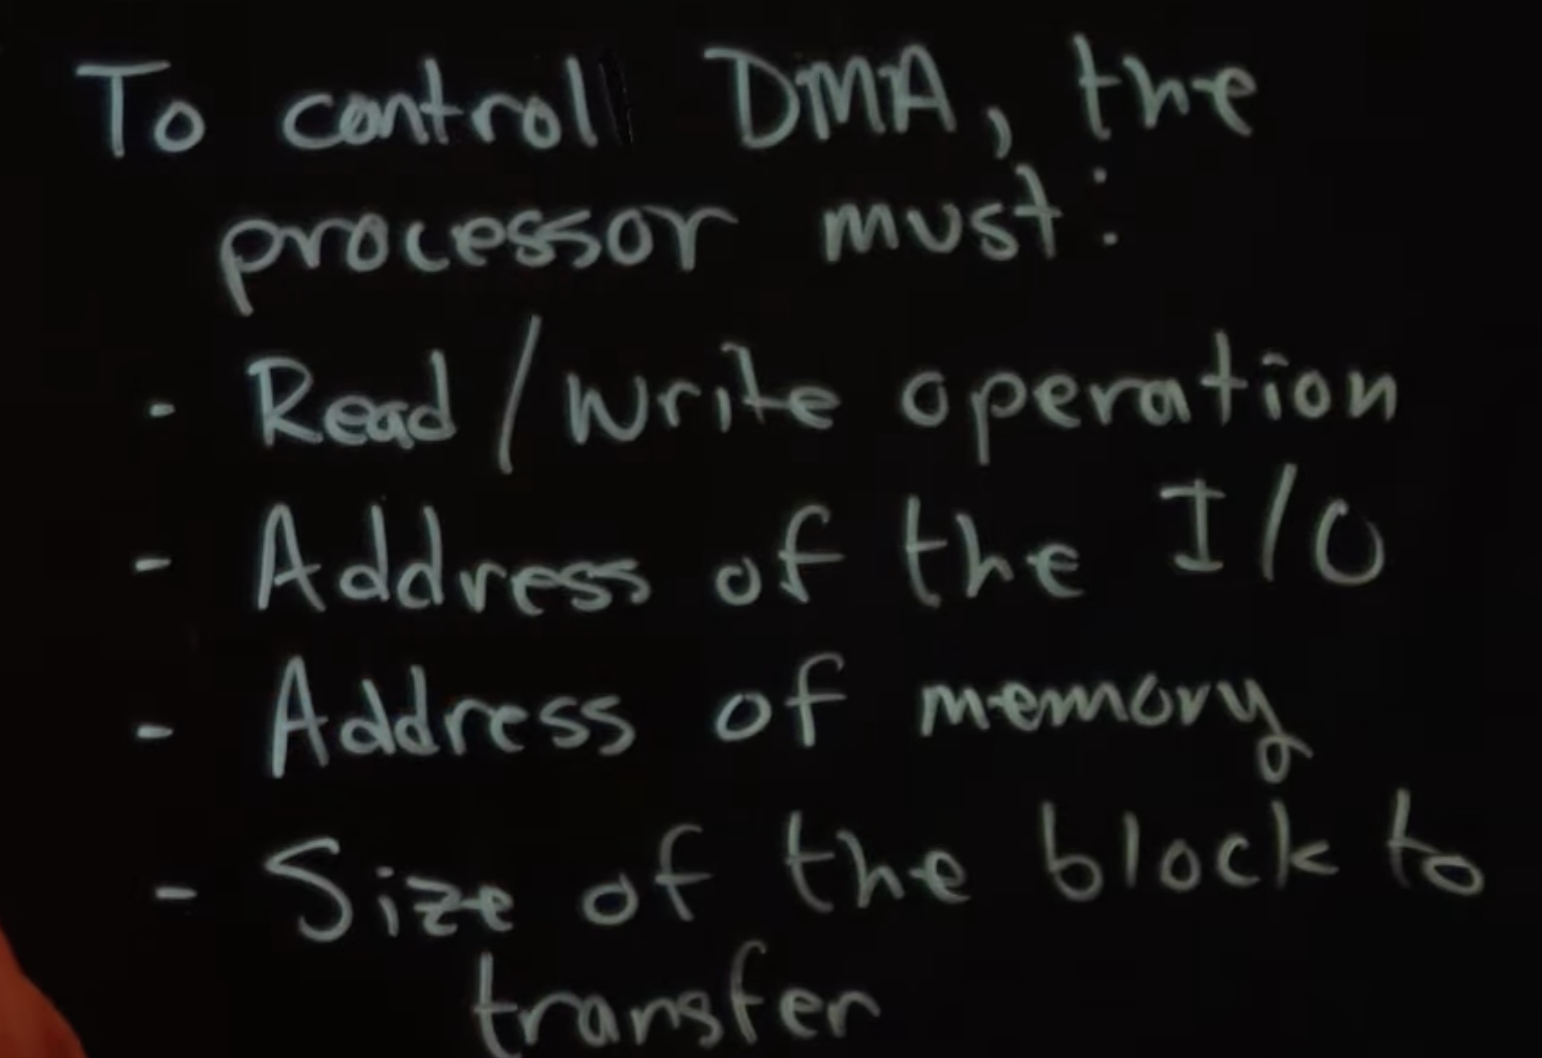 To control DMA, the
processor must:
- Read/write operation
- Address of the I/O
- Address of memory
- Size of the block to
transfer